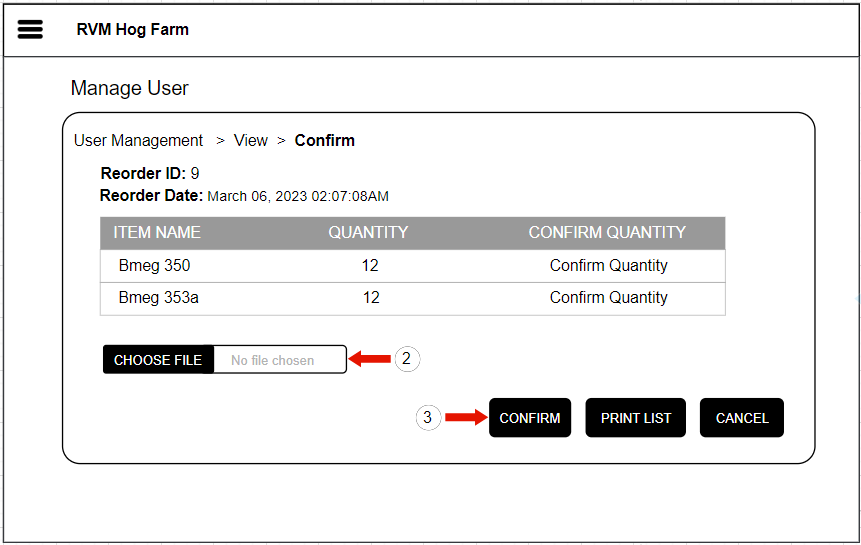 RVM Hog Farm
Manage User
User Management > View > Confirm
Reorder ID: 9
Reorder Date: March 06, 2023 02:07:08AM
ITEM NAME QUANTITY CONFIRM QUANTITY
Bmeg 350 12 Confirm Quantity
Bmeg 353a 12 Confirm Quantity
CHOOSE FILE No file chosen 2
3 CONFIRM PRINT LIST CANCEL